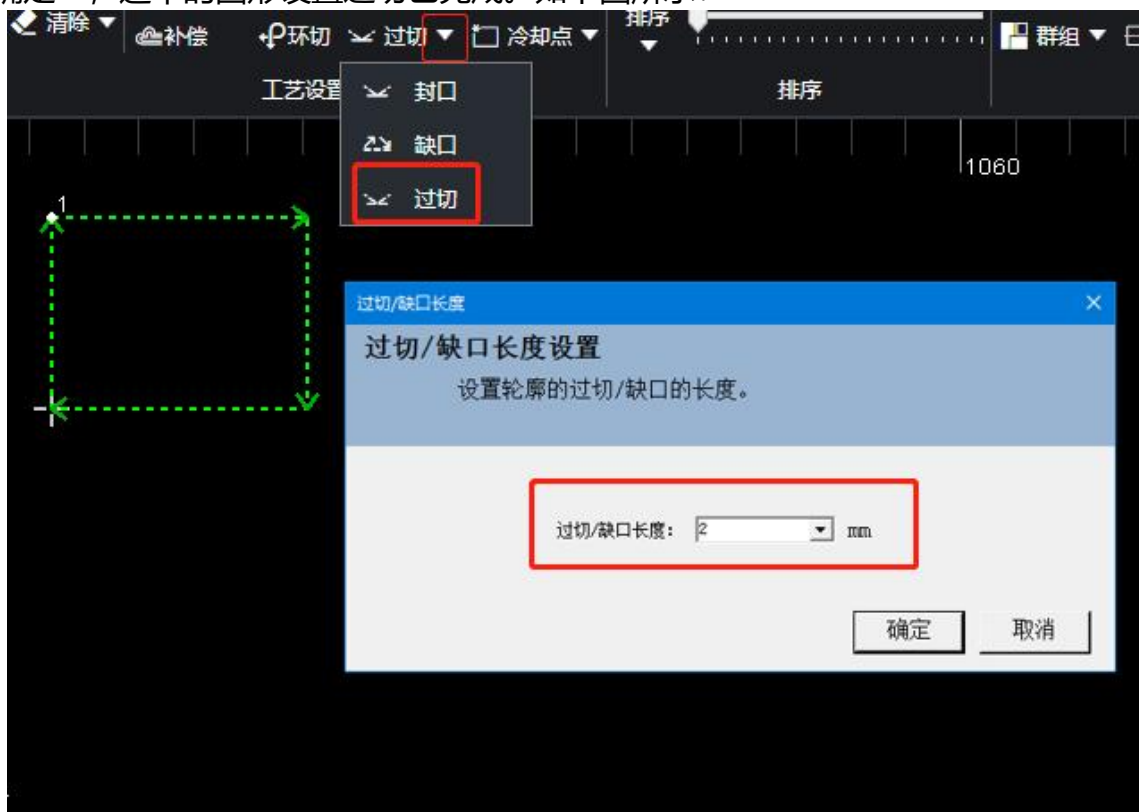 清除 补偿 环切 过切 冷却点 排序 群组
工艺设置 排序
封口
缺口
过切
1060
1
过切/缺口长度
过切/缺口长度设置
设置轮廓的过切/缺口的长度。
过切/缺口长度: 2 mm
确定 取消